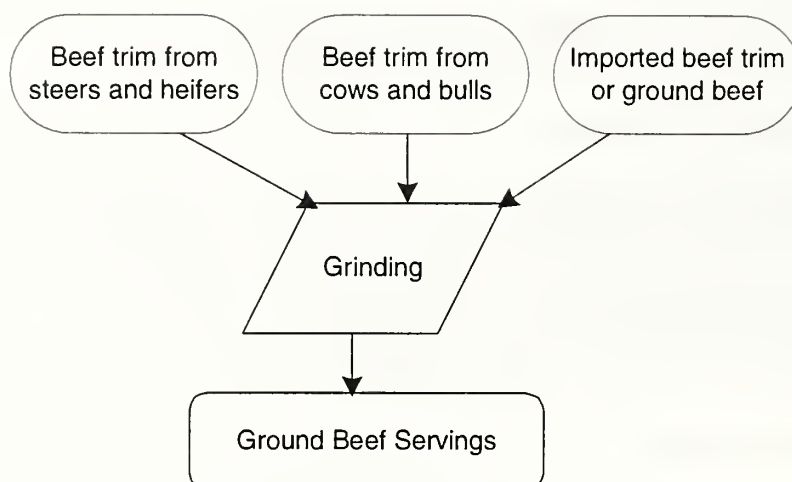 Beef trim from
steers and heifers
Beef trim from
cows and bulls
Imported beef trim
or ground beef
Grinding
Ground Beef Servings